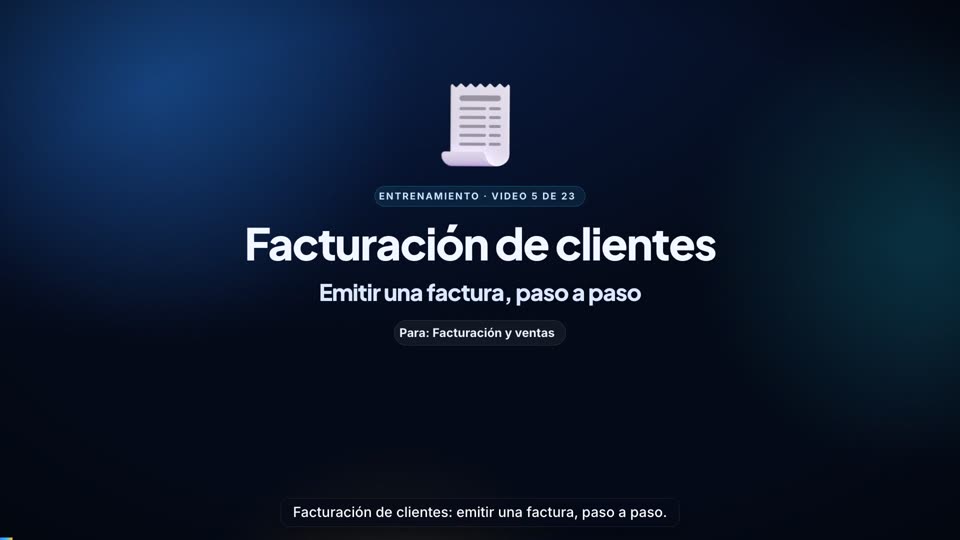 ENTRENAMIENTO · VIDEO 5 DE 23
Facturación de clientes
Emitir una factura, paso a paso
Para: Facturación y ventas
Facturación de clientes: emitir una factura, paso a paso.